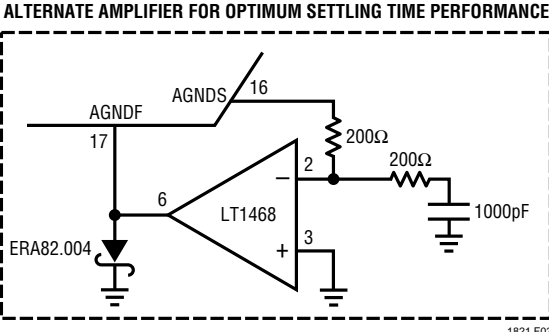 ALTERNATE AMPLIFIER FOR OPTIMUM SETTLING TIME PERFORMANCE
AGNDS
16
AGNDF
17
200Ω
200Ω
2
6
LT1468
1000pF
ERA82.004
3